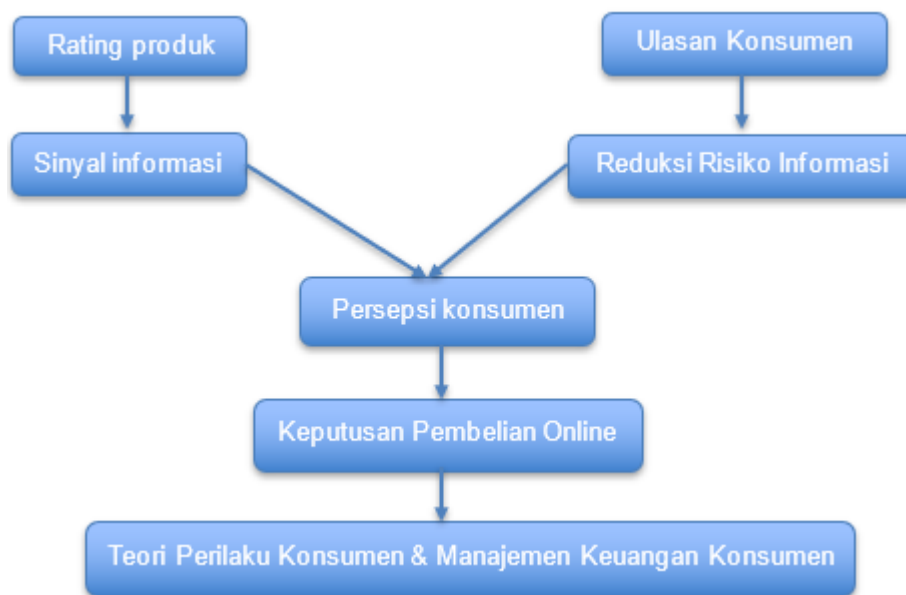 Rating produk
Ulasan Konsumen
Sinyal informasi
Reduksi Risiko Informasi
Persepsi konsumen
Keputusan Pembelian Online
Teori Perilaku Konsumen & Manajemen Keuangan Konsumen